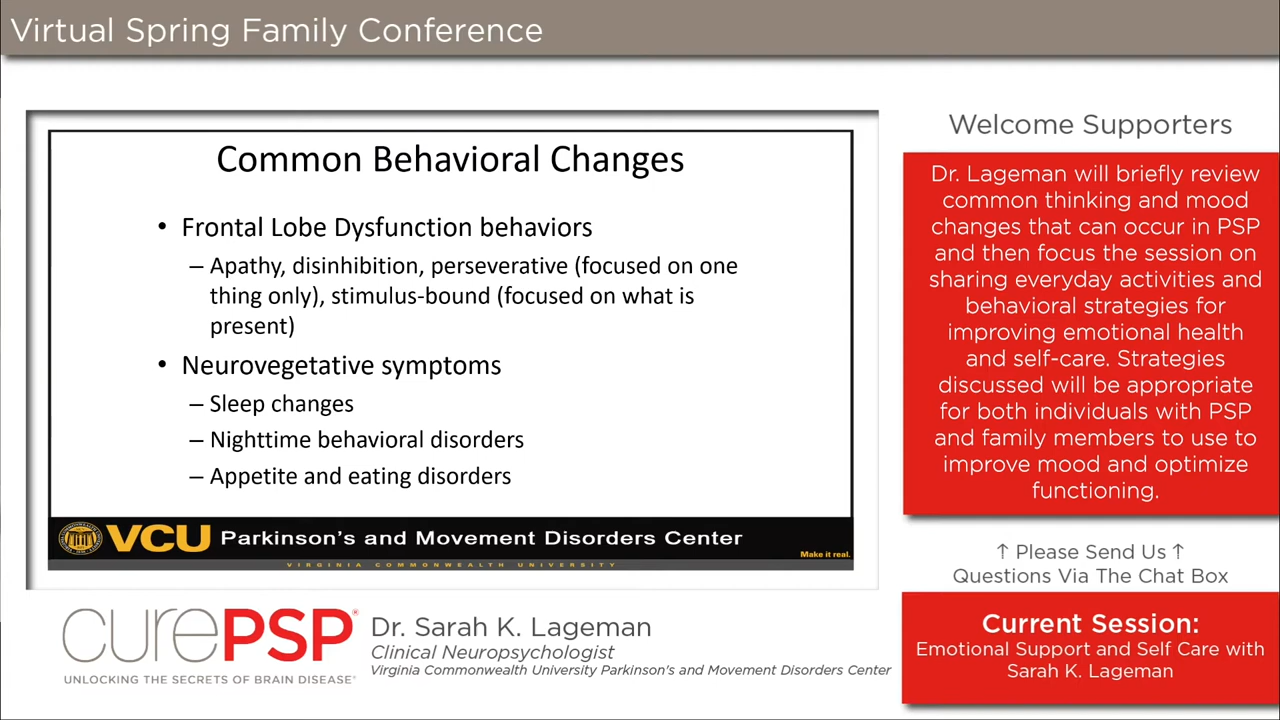 Virtual Spring Family Conference
Common Behavioral Changes
• Frontal Lobe Dysfunction behaviors
– Apathy, disinhibition, perseverative (focused on one
thing only), stimulus-bound (focused on what is
present)
• Neurovegetative symptoms
– Sleep changes
– Nighttime behavioral disorders
– Appetite and eating disorders
VCU Parkinson's and Movement Disorders Center
Make it real.
VIRGINIA COMMONWEALTH UNIVERSITY
Welcome Supporters
Dr. Lageman will briefly review
common thinking and mood
changes that can occur in PSP
and then focus the session on
sharing everyday activities and
behavioral strategies for
improving emotional health
and self-care. Strategies
discussed will be appropriate
for both individuals with PSP
and family members to use to
improve mood and optimize
functioning.
↑ Please Send Us ↑
Questions Via The Chat Box
Current Session:
Emotional Support and Self Care with
Sarah K. Lageman
curePSP®
UNLOCKING THE SECRETS OF BRAIN DISEASE®
Dr. Sarah K. Lageman
Clinical Neuropsychologist
Virginia Commonwealth University Parkinson's and Movement Disorders Center